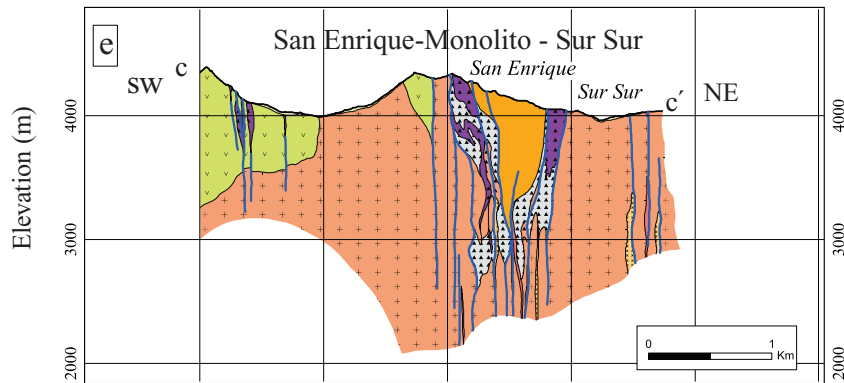 e
San Enrique-Monolito - Sur Sur
SW
c
San Enrique
Sur Sur
c′
NE
Elevation (m)
4000
3000
2000
4000
3000
2000
0 1
Km